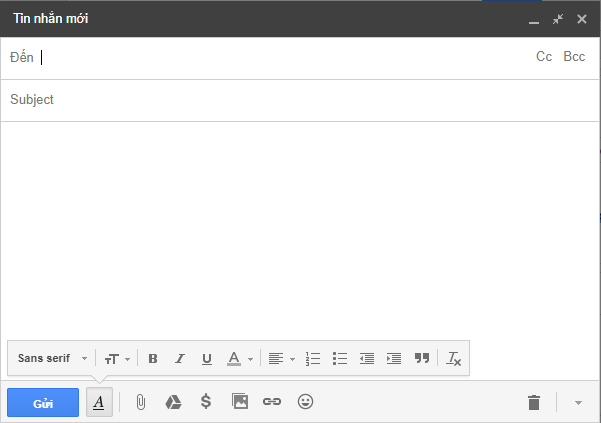 Tin nhắn mới
Đến Cc Bcc
Subject
Sans serif
Gửi